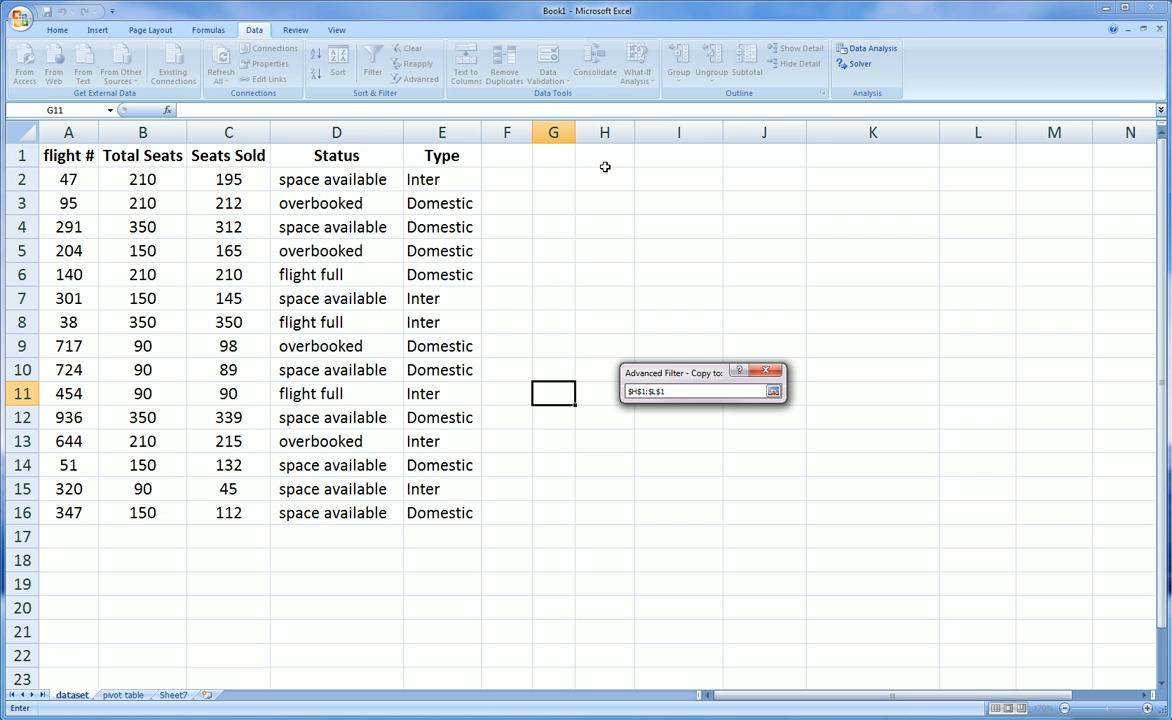 Book1 - Microsoft Excel
Home Insert Page Layout Formulas Data Review View
From Access
From Web
From Text
From Other Sources
Existing Connections
Get External Data
Refresh All
Connections
Properties
Edit Links
Connections
Sort
Filter
Clear
Reapply
Advanced
Sort & Filter
Text to Columns
Remove Duplicates
Data Validation
Consolidate
What-If Analysis
Data Tools
Group
Ungroup
Subtotal
Show Detail
Hide Detail
Outline
Data Analysis
Solver
Analysis
G11 fx
A B C D E F G H I J K L M N
1 flight # Total Seats Seats Sold Status Type
2 47 210 195 space available Inter
3 95 210 212 overbooked Domestic
4 291 350 312 space available Domestic
5 204 150 165 overbooked Domestic
6 140 210 210 flight full Domestic
7 301 150 145 space available Inter
8 38 350 350 flight full Inter
9 717 90 98 overbooked Domestic
10 724 90 89 space available Domestic
11 454 90 90 flight full Inter
12 936 350 339 space available Domestic
13 644 210 215 overbooked Inter
14 51 150 132 space available Domestic
15 320 90 45 space available Inter
16 347 150 112 space available Domestic
17
18
19
20
21
22
23
Advanced Filter - Copy to: ?
$H$1:$L$1
dataset pivot table Sheet7
Enter 170%